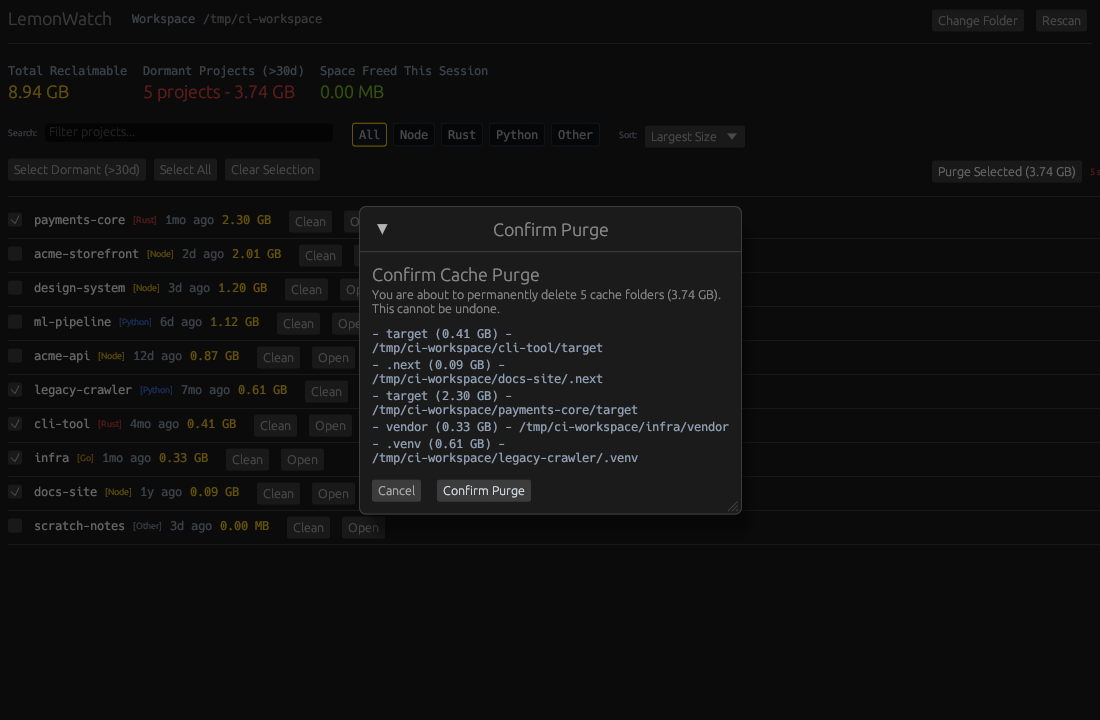 LemonWatch Workspace /tmp/ci-workspace Change Folder Rescan
Total Reclaimable Dormant Projects (>30d) Space Freed This Session
8.94 GB 5 projects - 3.74 GB 0.00 MB
Search: Filter projects... All Node Rust Python Other Sort: Largest Size
Select Dormant (>30d) Select All Clear Selection Purge Selected (3.74 GB)
payments-core [Rust] 1mo ago 2.30 GB Clean
acme-storefront [Node] 2d ago 2.01 GB Clean
design-system [Node] 3d ago 1.20 GB Clean
ml-pipeline [Python] 6d ago 1.12 GB Clean
acme-api [Node] 12d ago 0.87 GB Clean Open
legacy-crawler [Python] 7mo ago 0.61 GB Clean
cli-tool [Rust] 4mo ago 0.41 GB Clean Open
infra [Go] 1mo ago 0.33 GB Clean Open
docs-site [Node] 1y ago 0.09 GB Clean Open
scratch-notes [Other] 3d ago 0.00 MB Clean Open
Confirm Purge
Confirm Cache Purge
You are about to permanently delete 5 cache folders (3.74 GB).
This cannot be undone.
- target (0.41 GB) -
/tmp/ci-workspace/cli-tool/target
- .next (0.09 GB) -
/tmp/ci-workspace/docs-site/.next
- target (2.30 GB) -
/tmp/ci-workspace/payments-core/target
- vendor (0.33 GB) - /tmp/ci-workspace/infra/vendor
- .venv (0.61 GB) -
/tmp/ci-workspace/legacy-crawler/.venv
Cancel Confirm Purge